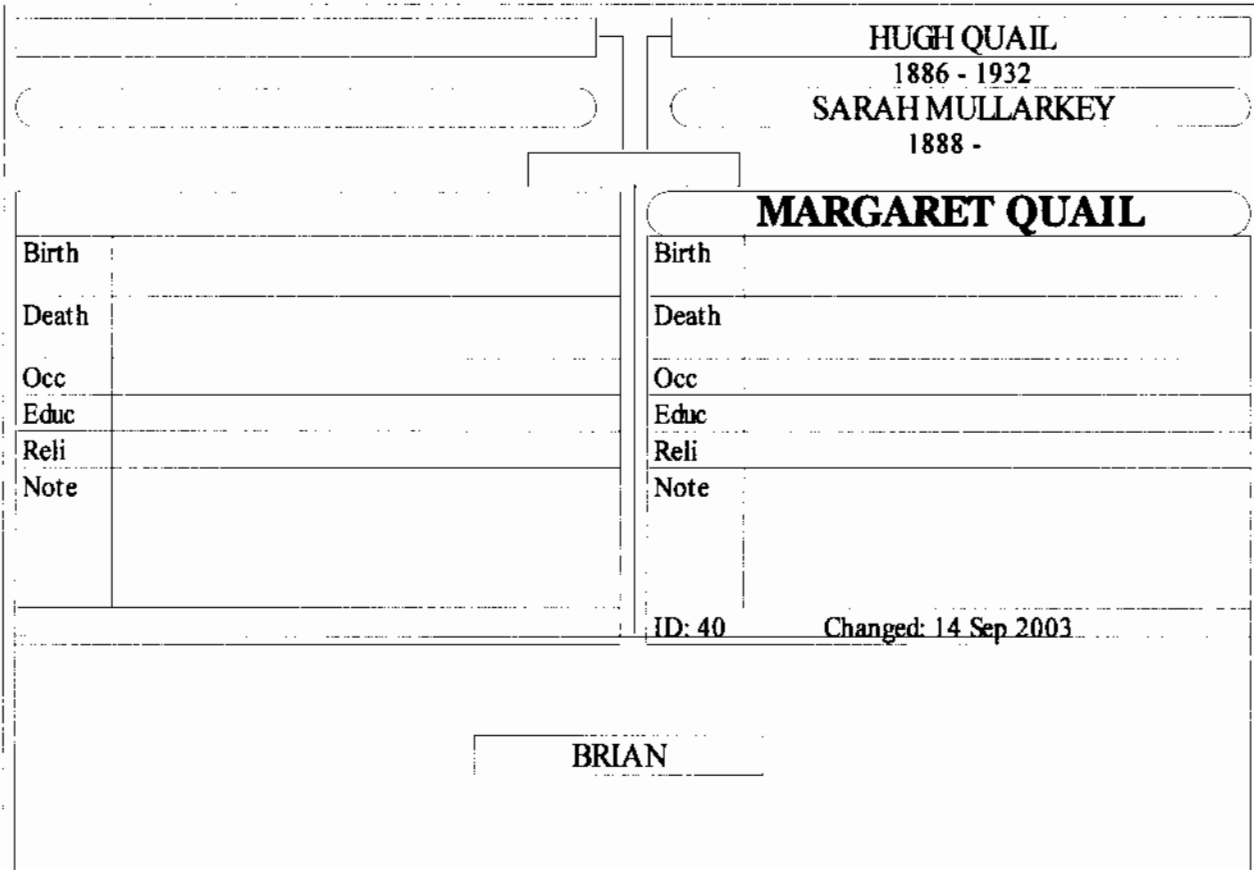 HUGH QUAIL
1886 - 1932
SARAH MULLARKEY
1888 -
MARGARET QUAIL
Birth
Death
Occ
Educ
Reli
Note
Birth
Death
Occ
Educ
Reli
Note
ID: 40 Changed: 14 Sep 2003
BRIAN